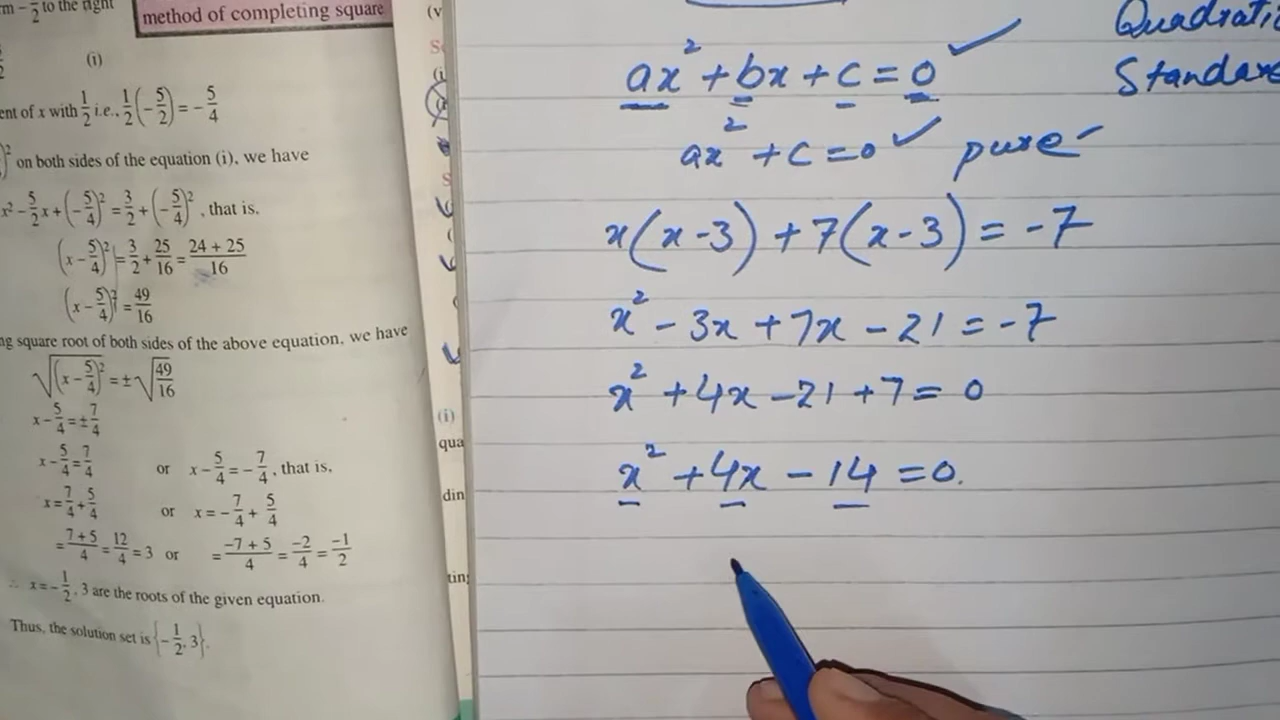 m − 5/2 to the right
method of completing square
(i)
ent of x with 1/2 i.e., 1/2(−5/2) = −5/4
)² on both sides of the equation (i), we have
x² − 5/2 x + (−5/4)² = 3/2 + (−5/4)², that is,
(x − 5/4)² = 3/2 + 25/16 = (24 + 25)/16
(x − 5/4)² = 49/16
ng square root of both sides of the above equation, we have
√(x − 5/4)² = ± √49/16
x − 5/4 = ± 7/4
x − 5/4 = 7/4 or x − 5/4 = −7/4, that is,
x = 7/4 + 5/4 or x = −7/4 + 5/4
= (7 + 5)/4 = 12/4 = 3 or = (−7 + 5)/4 = −2/4 = −1/2
∴ x = −1/2, 3 are the roots of the given equation.
Thus, the solution set is {−1/2, 3}.
(v
(i)
qua
din
ting
ax² + bx + c = 0 ✓
ax² + c = 0 ✓ pure
x(x-3) + 7(x-3) = -7
x² - 3x + 7x - 21 = -7
x² + 4x - 21 + 7 = 0
x² + 4x - 14 = 0.